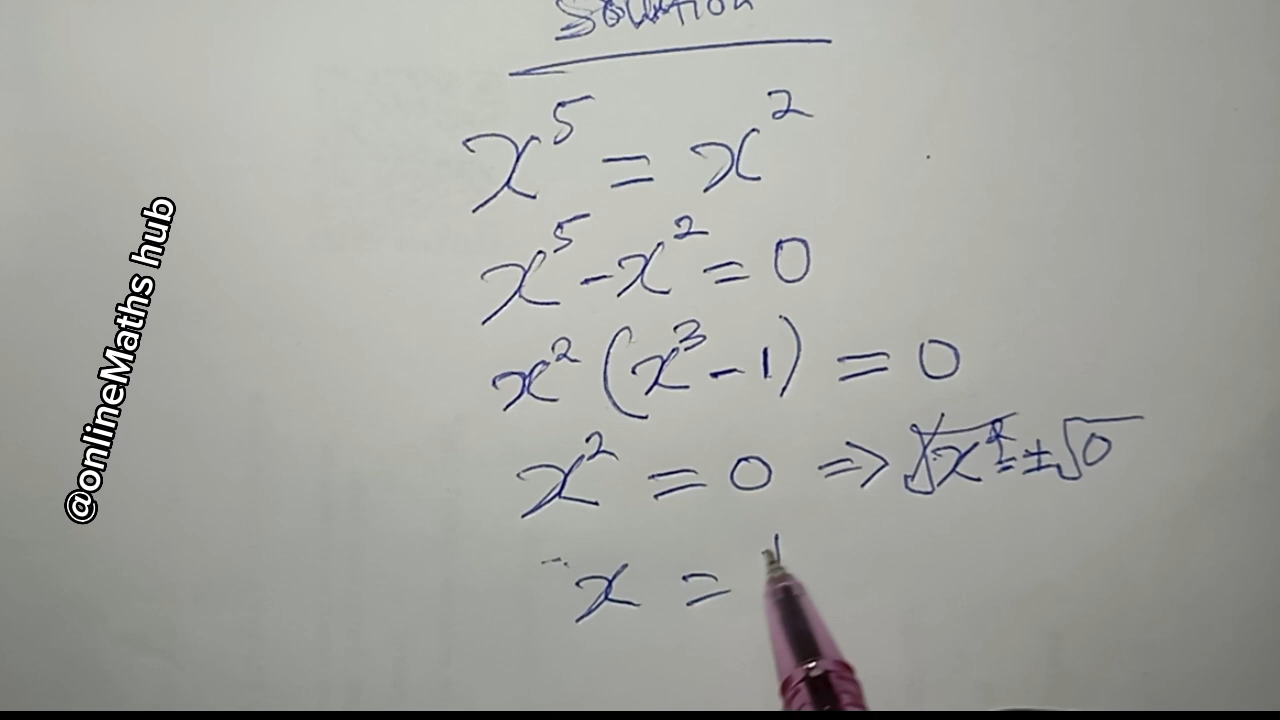 Solution
x⁵ = x²
x⁵ - x² = 0
x² (x³ - 1) = 0
x² = 0 => √x² = ±√0
x =
@onlineMaths hub